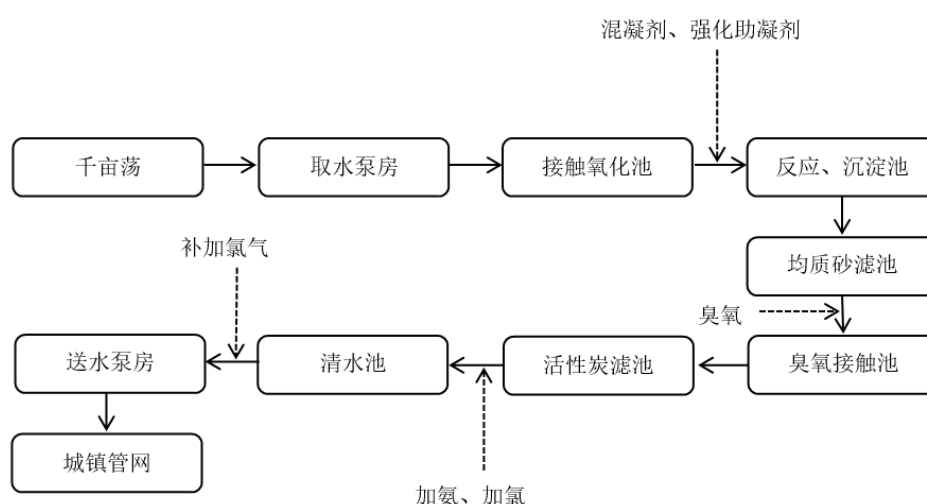 混凝剂、强化助凝剂
千亩荡
取水泵房
接触氧化池
反应、沉淀池
补加氯气
均质砂滤池
臭氧
送水泵房
清水池
活性炭滤池
臭氧接触池
城镇管网
加氨、加氯